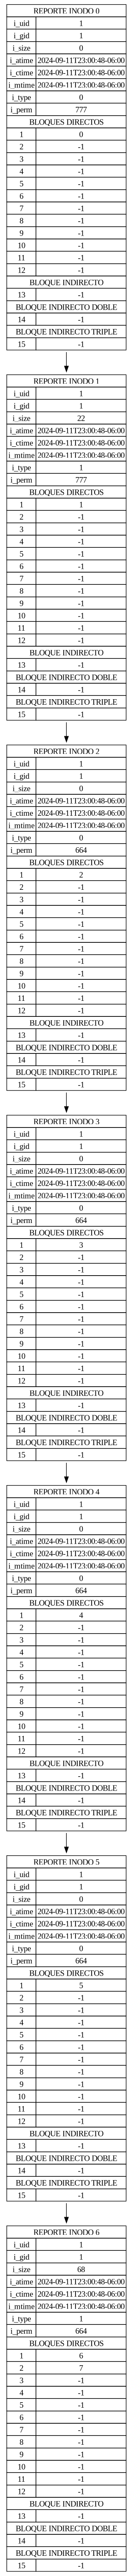 REPORTE INODO 0
i_uid 1
i_gid 1
i_size 0
i_atime 2024-09-11T23:00:48-06:00
i_ctime 2024-09-11T23:00:48-06:00
i_mtime 2024-09-11T23:00:48-06:00
i_type 0
i_perm 777
BLOQUES DIRECTOS
1 0
2 -1
3 -1
4 -1
5 -1
6 -1
7 -1
8 -1
9 -1
10 -1
11 -1
12 -1
BLOQUE INDIRECTO
13 -1
BLOQUE INDIRECTO DOBLE
14 -1
BLOQUE INDIRECTO TRIPLE
15 -1
REPORTE INODO 1
i_uid 1
i_gid 1
i_size 22
i_atime 2024-09-11T23:00:48-06:00
i_ctime 2024-09-11T23:00:48-06:00
i_mtime 2024-09-11T23:00:48-06:00
i_type 1
i_perm 777
BLOQUES DIRECTOS
1 1
2 -1
3 -1
4 -1
5 -1
6 -1
7 -1
8 -1
9 -1
10 -1
11 -1
12 -1
BLOQUE INDIRECTO
13 -1
BLOQUE INDIRECTO DOBLE
14 -1
BLOQUE INDIRECTO TRIPLE
15 -1
REPORTE INODO 2
i_uid 1
i_gid 1
i_size 0
i_atime 2024-09-11T23:00:48-06:00
i_ctime 2024-09-11T23:00:48-06:00
i_mtime 2024-09-11T23:00:48-06:00
i_type 0
i_perm 664
BLOQUES DIRECTOS
1 2
2 -1
3 -1
4 -1
5 -1
6 -1
7 -1
8 -1
9 -1
10 -1
11 -1
12 -1
BLOQUE INDIRECTO
13 -1
BLOQUE INDIRECTO DOBLE
14 -1
BLOQUE INDIRECTO TRIPLE
15 -1
REPORTE INODO 3
i_uid 1
i_gid 1
i_size 0
i_atime 2024-09-11T23:00:48-06:00
i_ctime 2024-09-11T23:00:48-06:00
i_mtime 2024-09-11T23:00:48-06:00
i_type 0
i_perm 664
BLOQUES DIRECTOS
1 3
2 -1
3 -1
4 -1
5 -1
6 -1
7 -1
8 -1
9 -1
10 -1
11 -1
12 -1
BLOQUE INDIRECTO
13 -1
BLOQUE INDIRECTO DOBLE
14 -1
BLOQUE INDIRECTO TRIPLE
15 -1
REPORTE INODO 4
i_uid 1
i_gid 1
i_size 0
i_atime 2024-09-11T23:00:48-06:00
i_ctime 2024-09-11T23:00:48-06:00
i_mtime 2024-09-11T23:00:48-06:00
i_type 0
i_perm 664
BLOQUES DIRECTOS
1 4
2 -1
3 -1
4 -1
5 -1
6 -1
7 -1
8 -1
9 -1
10 -1
11 -1
12 -1
BLOQUE INDIRECTO
13 -1
BLOQUE INDIRECTO DOBLE
14 -1
BLOQUE INDIRECTO TRIPLE
15 -1
REPORTE INODO 5
i_uid 1
i_gid 1
i_size 0
i_atime 2024-09-11T23:00:48-06:00
i_ctime 2024-09-11T23:00:48-06:00
i_mtime 2024-09-11T23:00:48-06:00
i_type 0
i_perm 664
BLOQUES DIRECTOS
1 5
2 -1
3 -1
4 -1
5 -1
6 -1
7 -1
8 -1
9 -1
10 -1
11 -1
12 -1
BLOQUE INDIRECTO
13 -1
BLOQUE INDIRECTO DOBLE
14 -1
BLOQUE INDIRECTO TRIPLE
15 -1
REPORTE INODO 6
i_uid 1
i_gid 1
i_size 68
i_atime 2024-09-11T23:00:48-06:00
i_ctime 2024-09-11T23:00:48-06:00
i_mtime 2024-09-11T23:00:48-06:00
i_type 1
i_perm 664
BLOQUES DIRECTOS
1 6
2 7
3 -1
4 -1
5 -1
6 -1
7 -1
8 -1
9 -1
10 -1
11 -1
12 -1
BLOQUE INDIRECTO
13 -1
BLOQUE INDIRECTO DOBLE
14 -1
BLOQUE INDIRECTO TRIPLE
15 -1